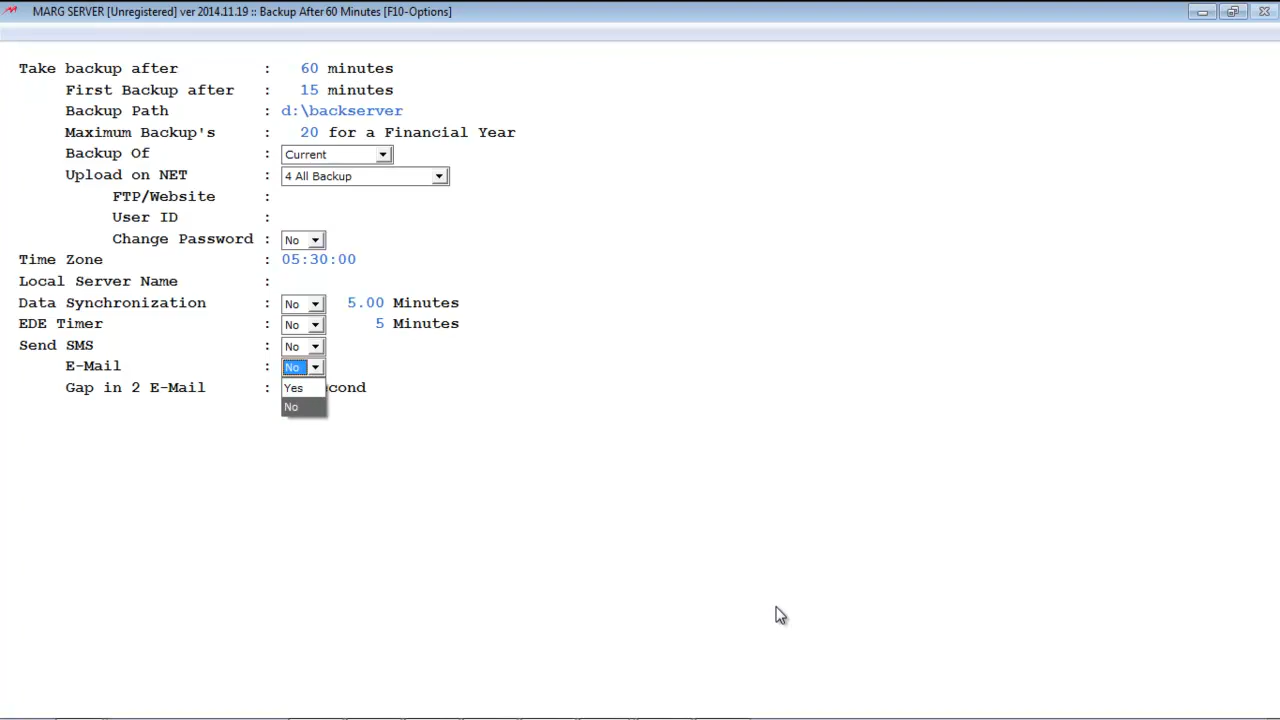 MARG SERVER [Unregistered] ver 2014.11.19 :: Backup After 60 Minutes [F10-Options]
Take backup after : 60 minutes
First Backup after : 15 minutes
Backup Path : d:\backserver
Maximum Backup's : 20 for a Financial Year
Backup Of : Current
Upload on NET : 4 All Backup
FTP/Website :
User ID :
Change Password : No
Time Zone : 05:30:00
Local Server Name :
Data Synchronization : No 5.00 Minutes
EDE Timer : No 5 Minutes
Send SMS : No
E-Mail : No
Gap in 2 E-Mail : cond
Yes
No